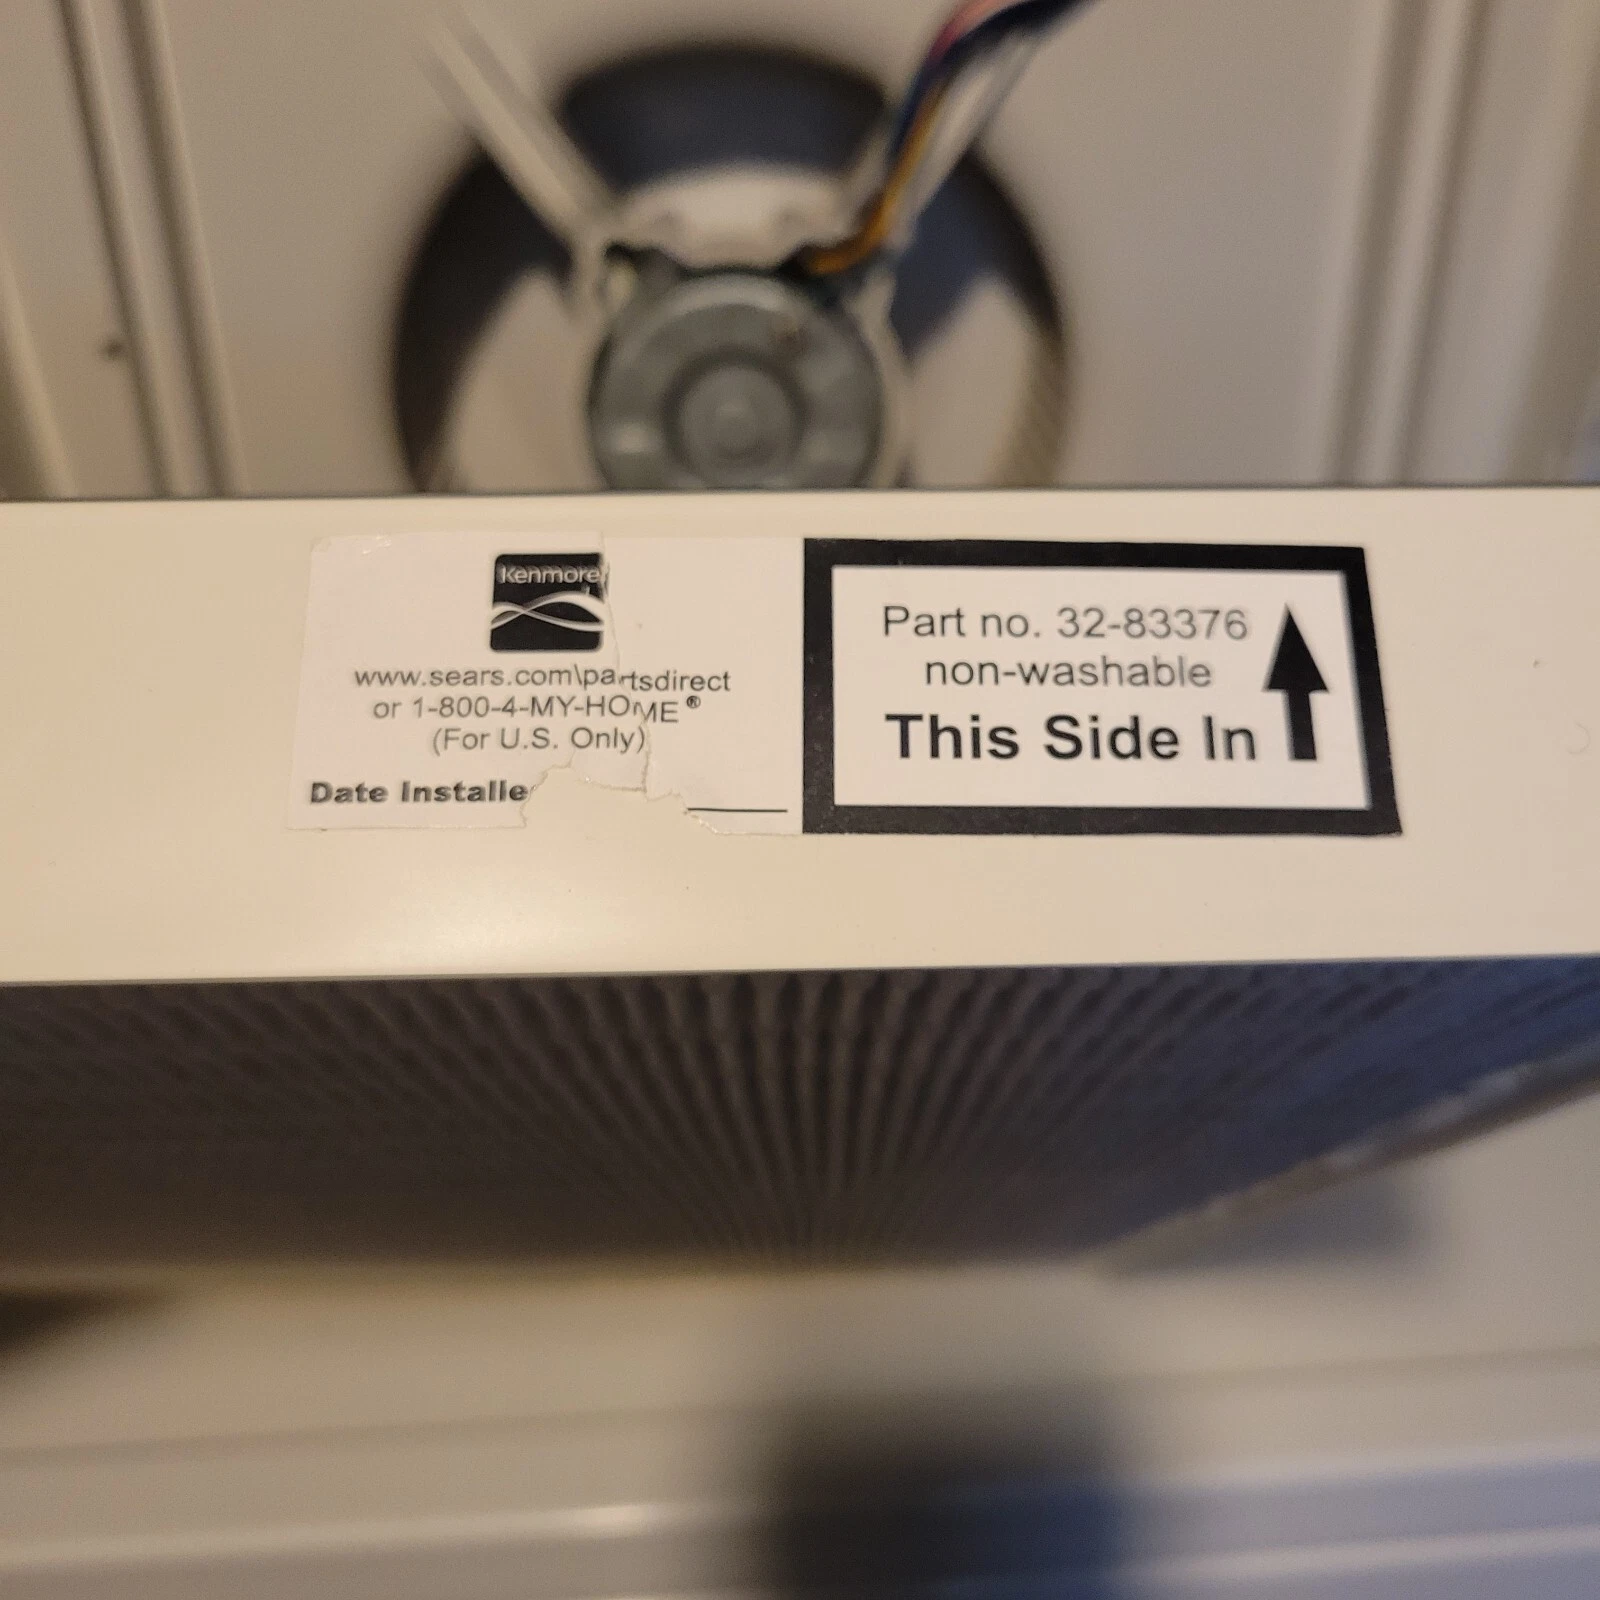 Kenmore
www.sears.com\partsdirect
or 1-800-4-MY-HOME®
(For U.S. Only)
Date Installe
Part no. 32-83376
non-washable
This Side In